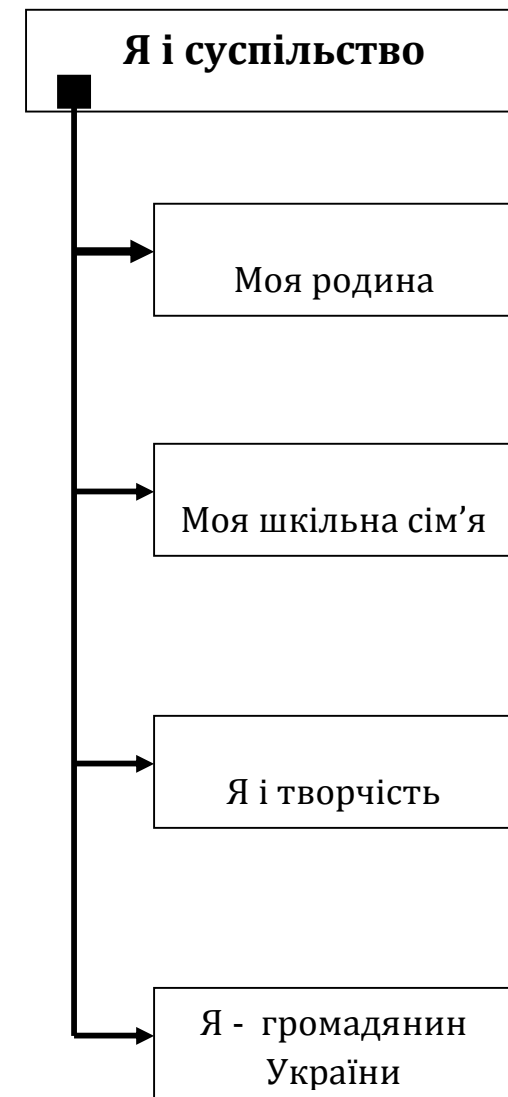 Я і суспільство
Моя родина
Моя шкільна сім’я
Я і творчість
Я - громадянин
України